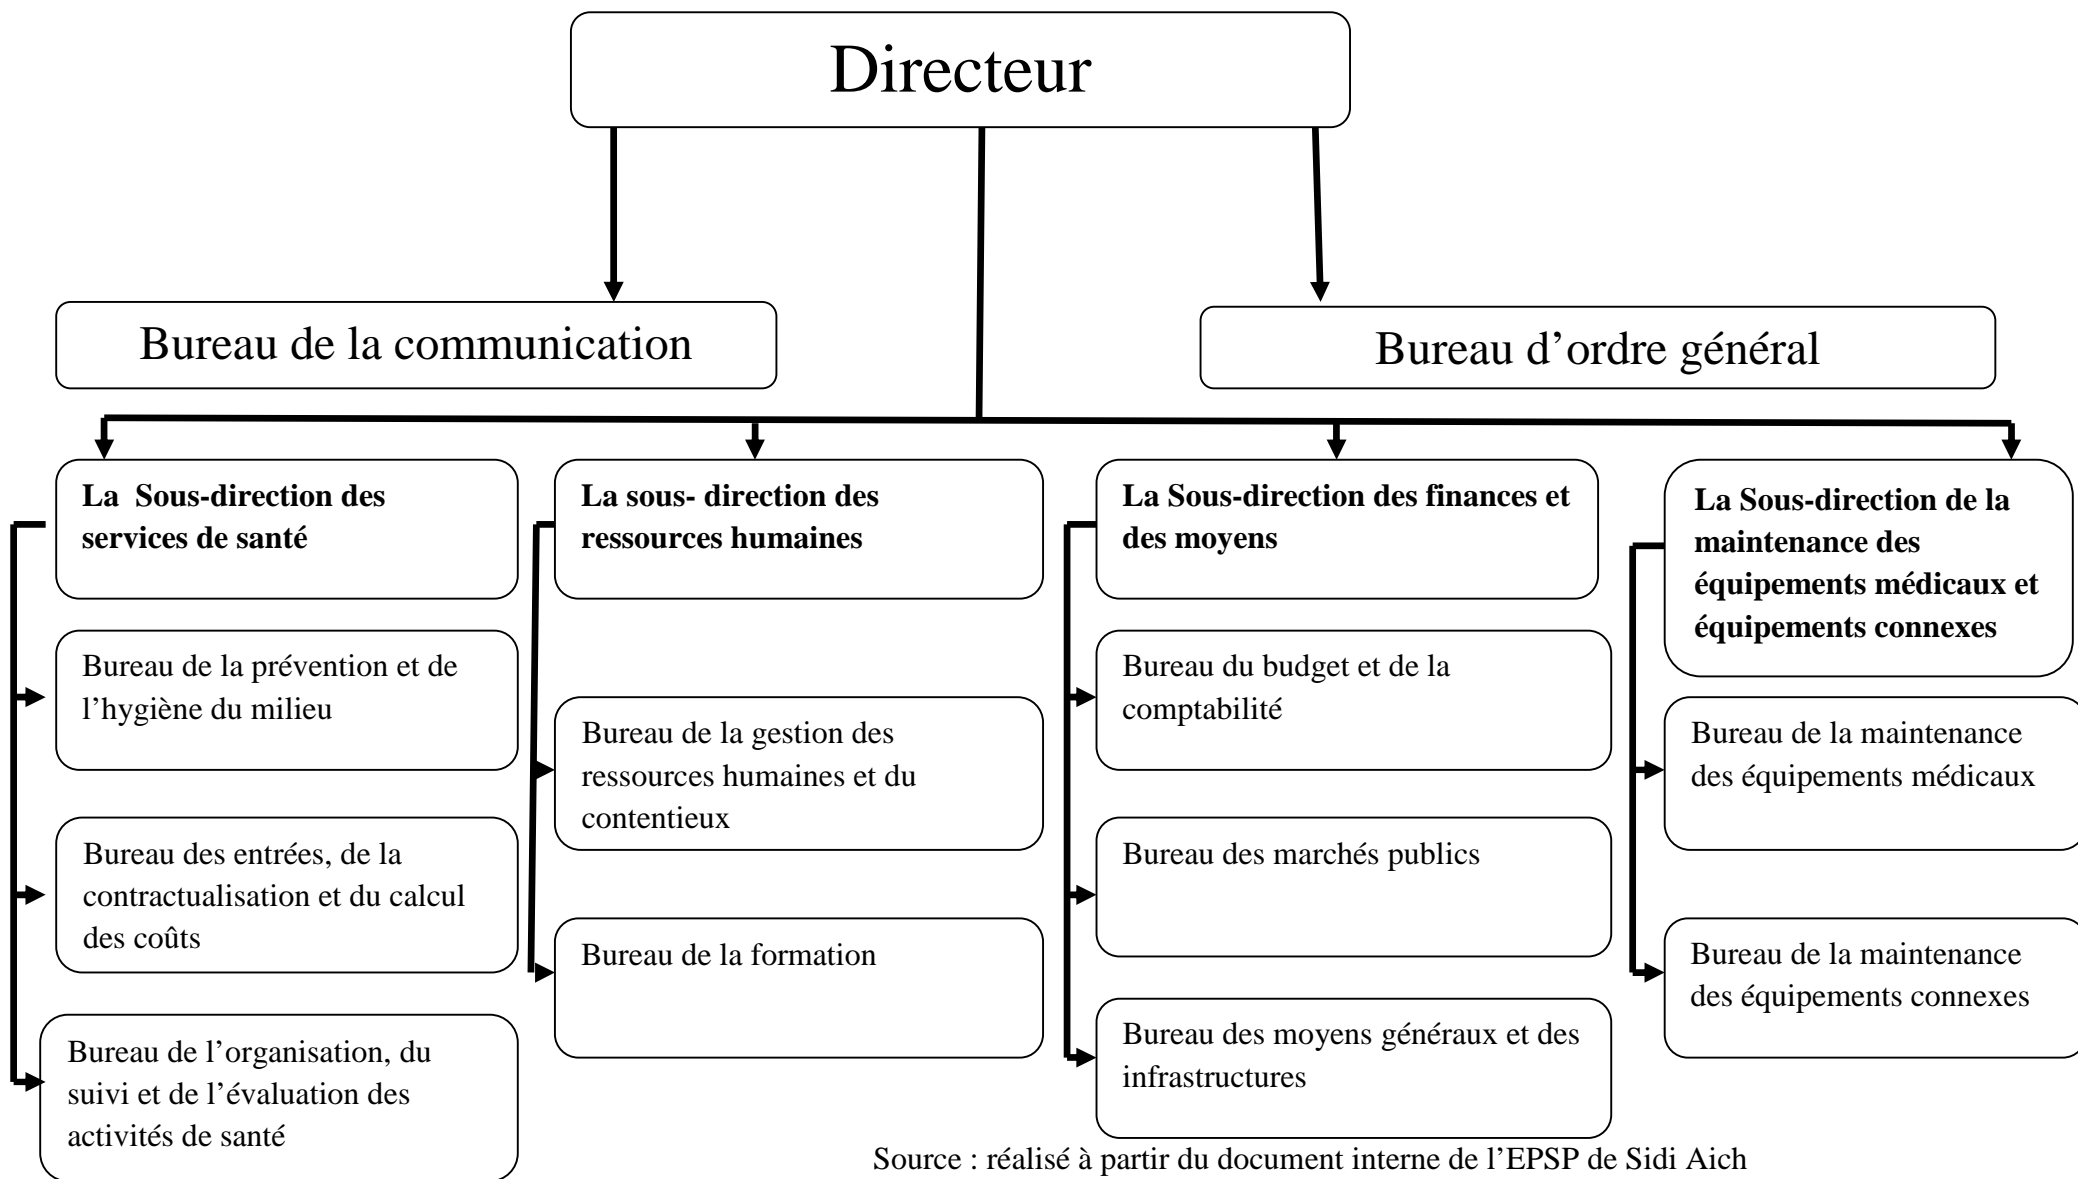 Directeur
Bureau de la communication
Bureau d’ordre général
La Sous-direction des
services de santé
La sous- direction des
ressources humaines
La Sous-direction des finances et
des moyens
La Sous-direction de la
maintenance des
équipements médicaux et
équipements connexes
Bureau de la prévention et de
l’hygiène du milieu
Bureau des entrées, de la
contractualisation et du calcul
des coûts
Bureau de l’organisation, du
suivi et de l’évaluation des
activités de santé
Bureau de la gestion des
ressources humaines et du
contentieux
Bureau de la formation
Bureau du budget et de la
comptabilité
Bureau des marchés publics
Bureau des moyens généraux et des
infrastructures
Bureau de la maintenance
des équipements médicaux
Bureau de la maintenance
des équipements connexes
Source : réalisé à partir du document interne de l’EPSP de Sidi Aich